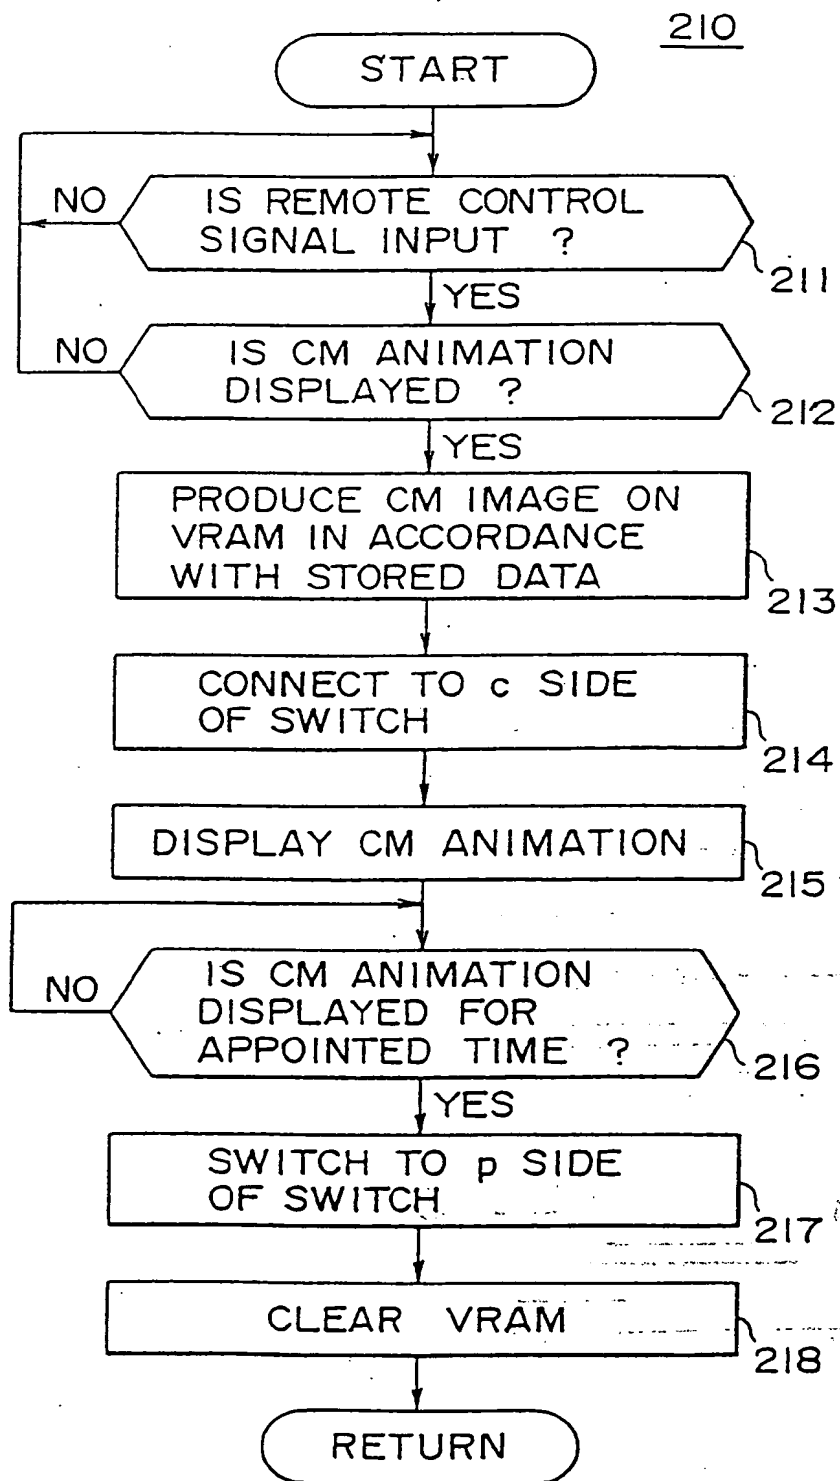 210
START
NO
IS REMOTE CONTROL
SIGNAL INPUT ?
211
YES
NO
IS CM ANIMATION
DISPLAYED ?
212
YES
PRODUCE CM IMAGE ON
VRAM IN ACCORDANCE
WITH STORED DATA
213
CONNECT TO c SIDE
OF SWITCH
214
DISPLAY CM ANIMATION
215
NO
IS CM ANIMATION
DISPLAYED FOR
APPOINTED TIME ?
216
YES
SWITCH TO p SIDE
OF SWITCH
217
CLEAR VRAM
218
RETURN